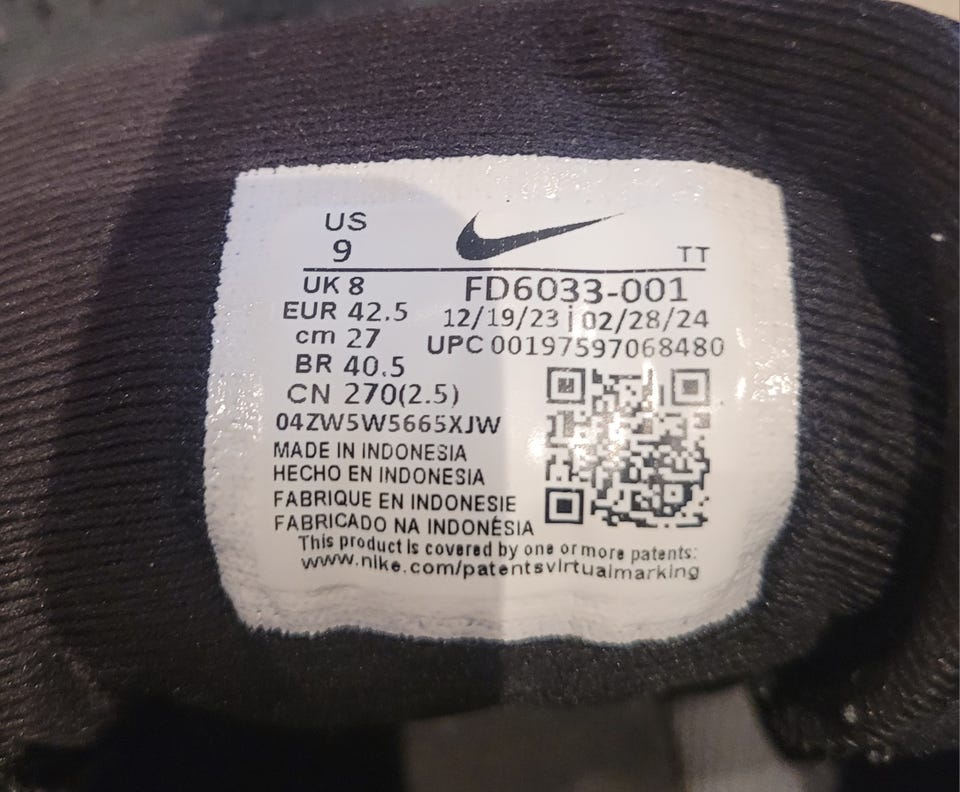 US
9
TT
UK 8
EUR 42.5
cm 27
BR 40.5
CN 270(2.5)
FD6033-001
12/19/23 | 02/28/24
UPC 00197597068480
04ZW5W5665XJW
MADE IN INDONESIA
HECHO EN INDONESIA
FABRIQUE EN INDONESIE
FABRICADO NA INDONÉSIA
This product is covered by one or more patents:
www.nike.com/patentsvirtualmarking